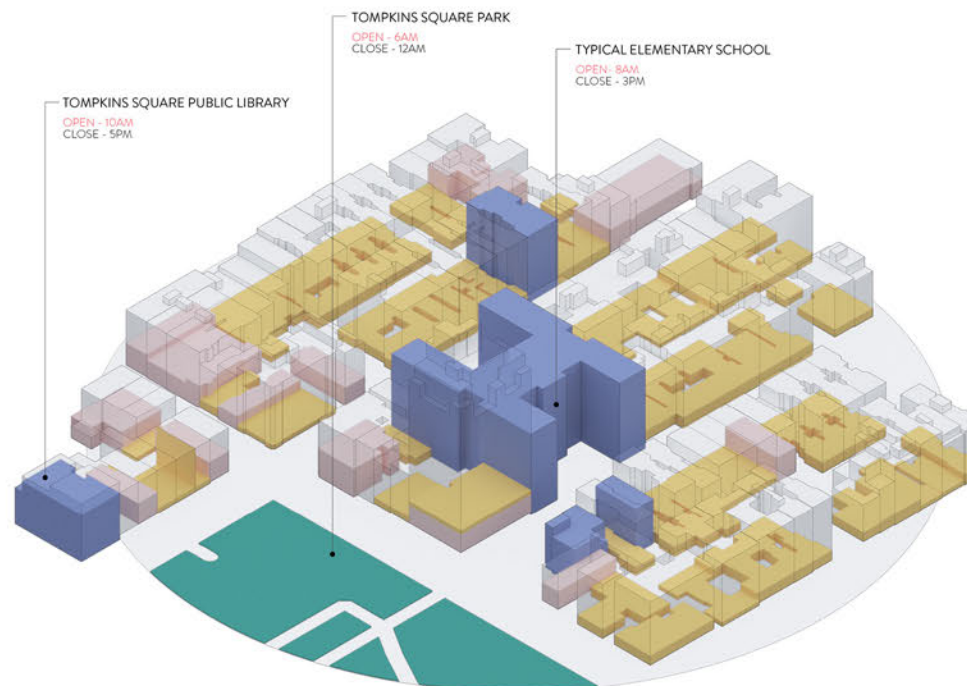 TOMPKINS SQUARE PARK
OPEN - 6AM
CLOSE - 12AM
TYPICAL ELEMENTARY SCHOOL
OPEN- 8AM
CLOSE - 3PM
TOMPKINS SQUARE PUBLIC LIBRARY
OPEN - 10AM
CLOSE - 5PM